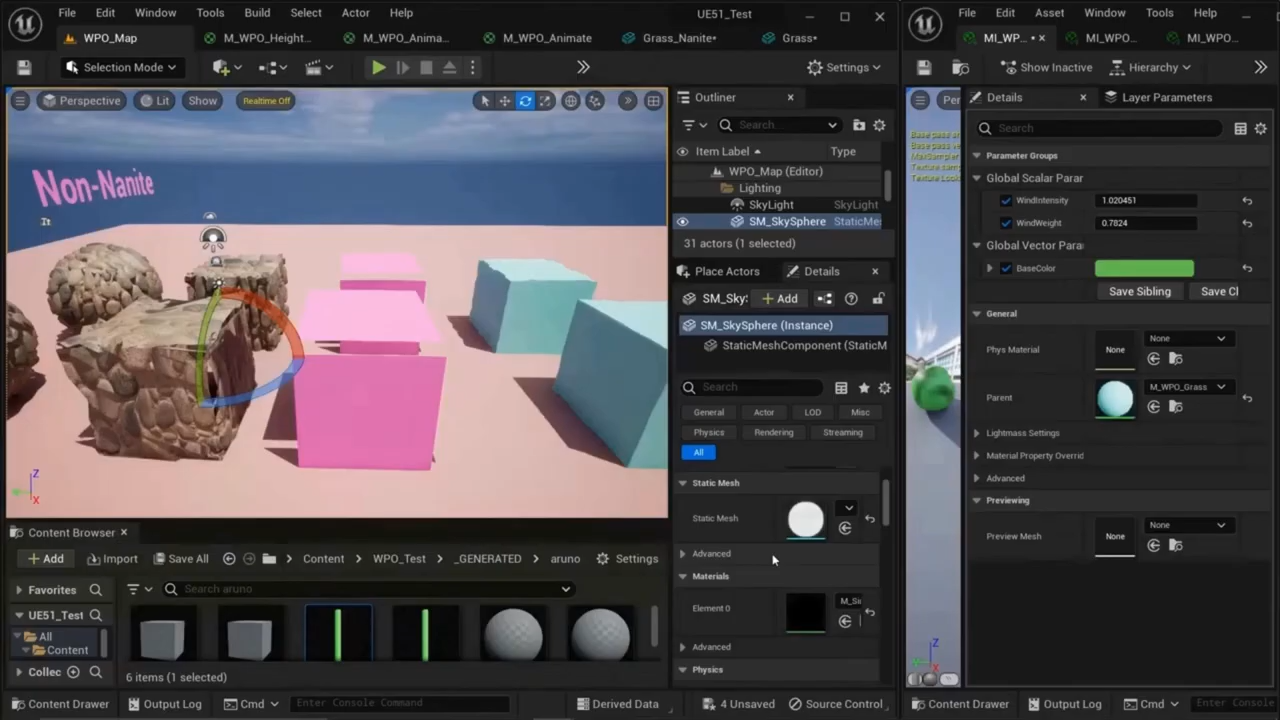 File Edit Window Tools Build Select Actor Help
UE51_Test
WPO_Map
M_WPO_Height...
M_WPO_Anima...
M_WPO_Animate
Grass_Nanite*
Grass*
Selection Mode
Settings
Perspective
Lit
Show
Realtime Off
Non-Nanite
Z
X
Outliner
Search...
Item Label
Type
WPO_Map (Editor)
Lighting
SkyLight
SkyLight
SM_SkySphere
StaticMe
31 actors (1 selected)
Place Actors
Details
SM_Sky
Add
SM_SkySphere (Instance)
StaticMeshComponent (StaticM
Search
General Actor LOD Misc
Physics Rendering Streaming
All
Static Mesh
Static Mesh
Advanced
Materials
Element 0
Advanced
Physics
Content Browser
Add
Import
Save All
Content
WPO_Test
_GENERATED
aruno
Settings
Favorites
Search aruno
UE51_Test
All
Content
Collec
6 items (1 selected)
Content Drawer
Output Log
Cmd
Enter Console Command
Derived Data
4 Unsaved
Source Control
File Edit Asset Window Tools Help
MI_WP...•
MI_WPO...
MI_WPO...
Show Inactive
Hierarchy
Per
Details
Layer Parameters
Search
Parameter Groups
Global Scalar Parar
WindIntensity
1.020451
WindWeight
0.7824
Global Vector Para
BaseColor
Save Sibling
Save Cl
General
Phys Material
None
None
Parent
M_WPO_Grass
Lightmass Settings
Material Property Overrid
Advanced
Previewing
Preview Mesh
None
None
Z
X
Content Drawer
Output Log
Cmd
Enter Conso